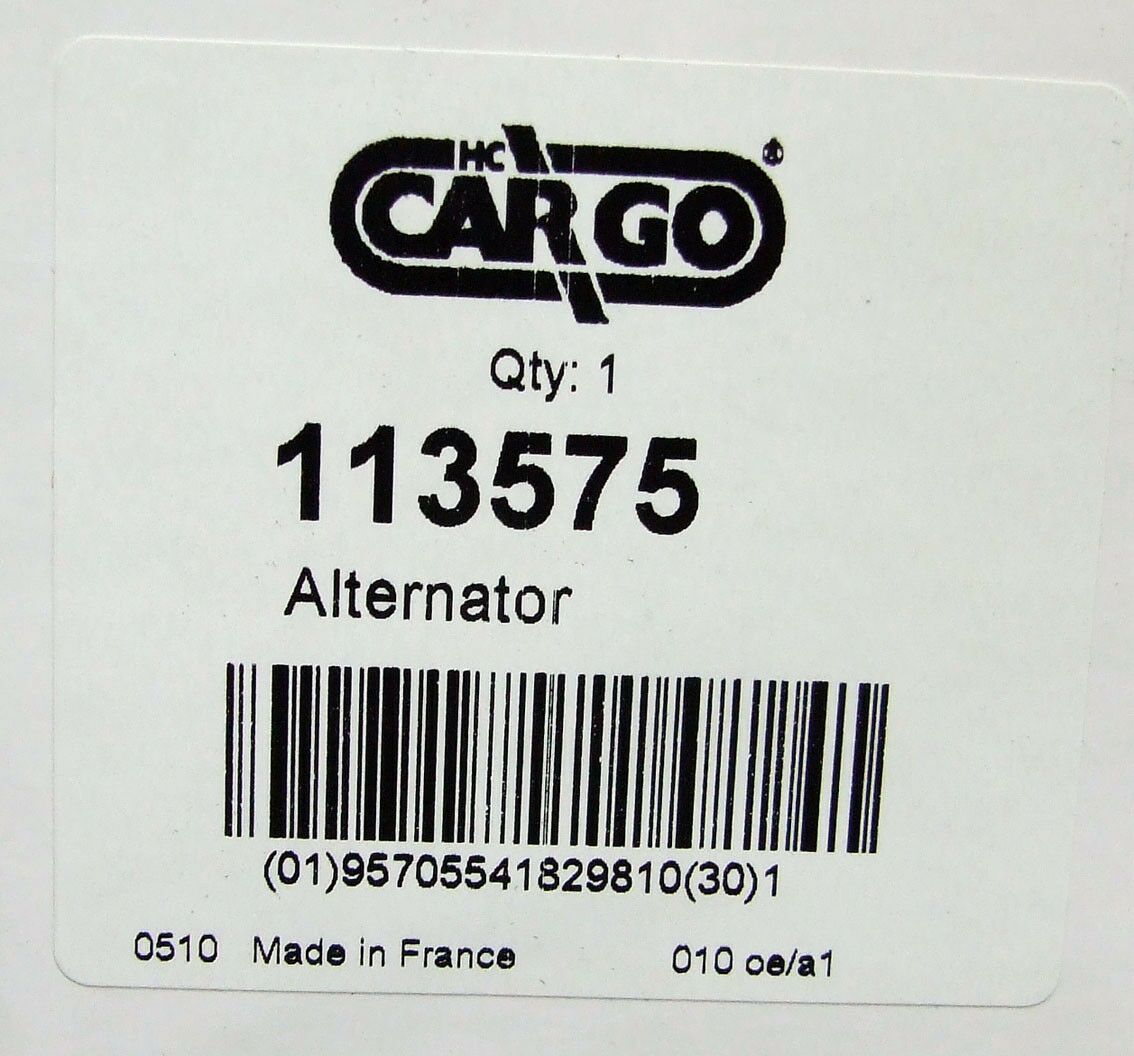 HC
CARGO®
Qty: 1
113575
Alternator
(01)95705541829810(30)1
0510 Made in France 010 oe/a1